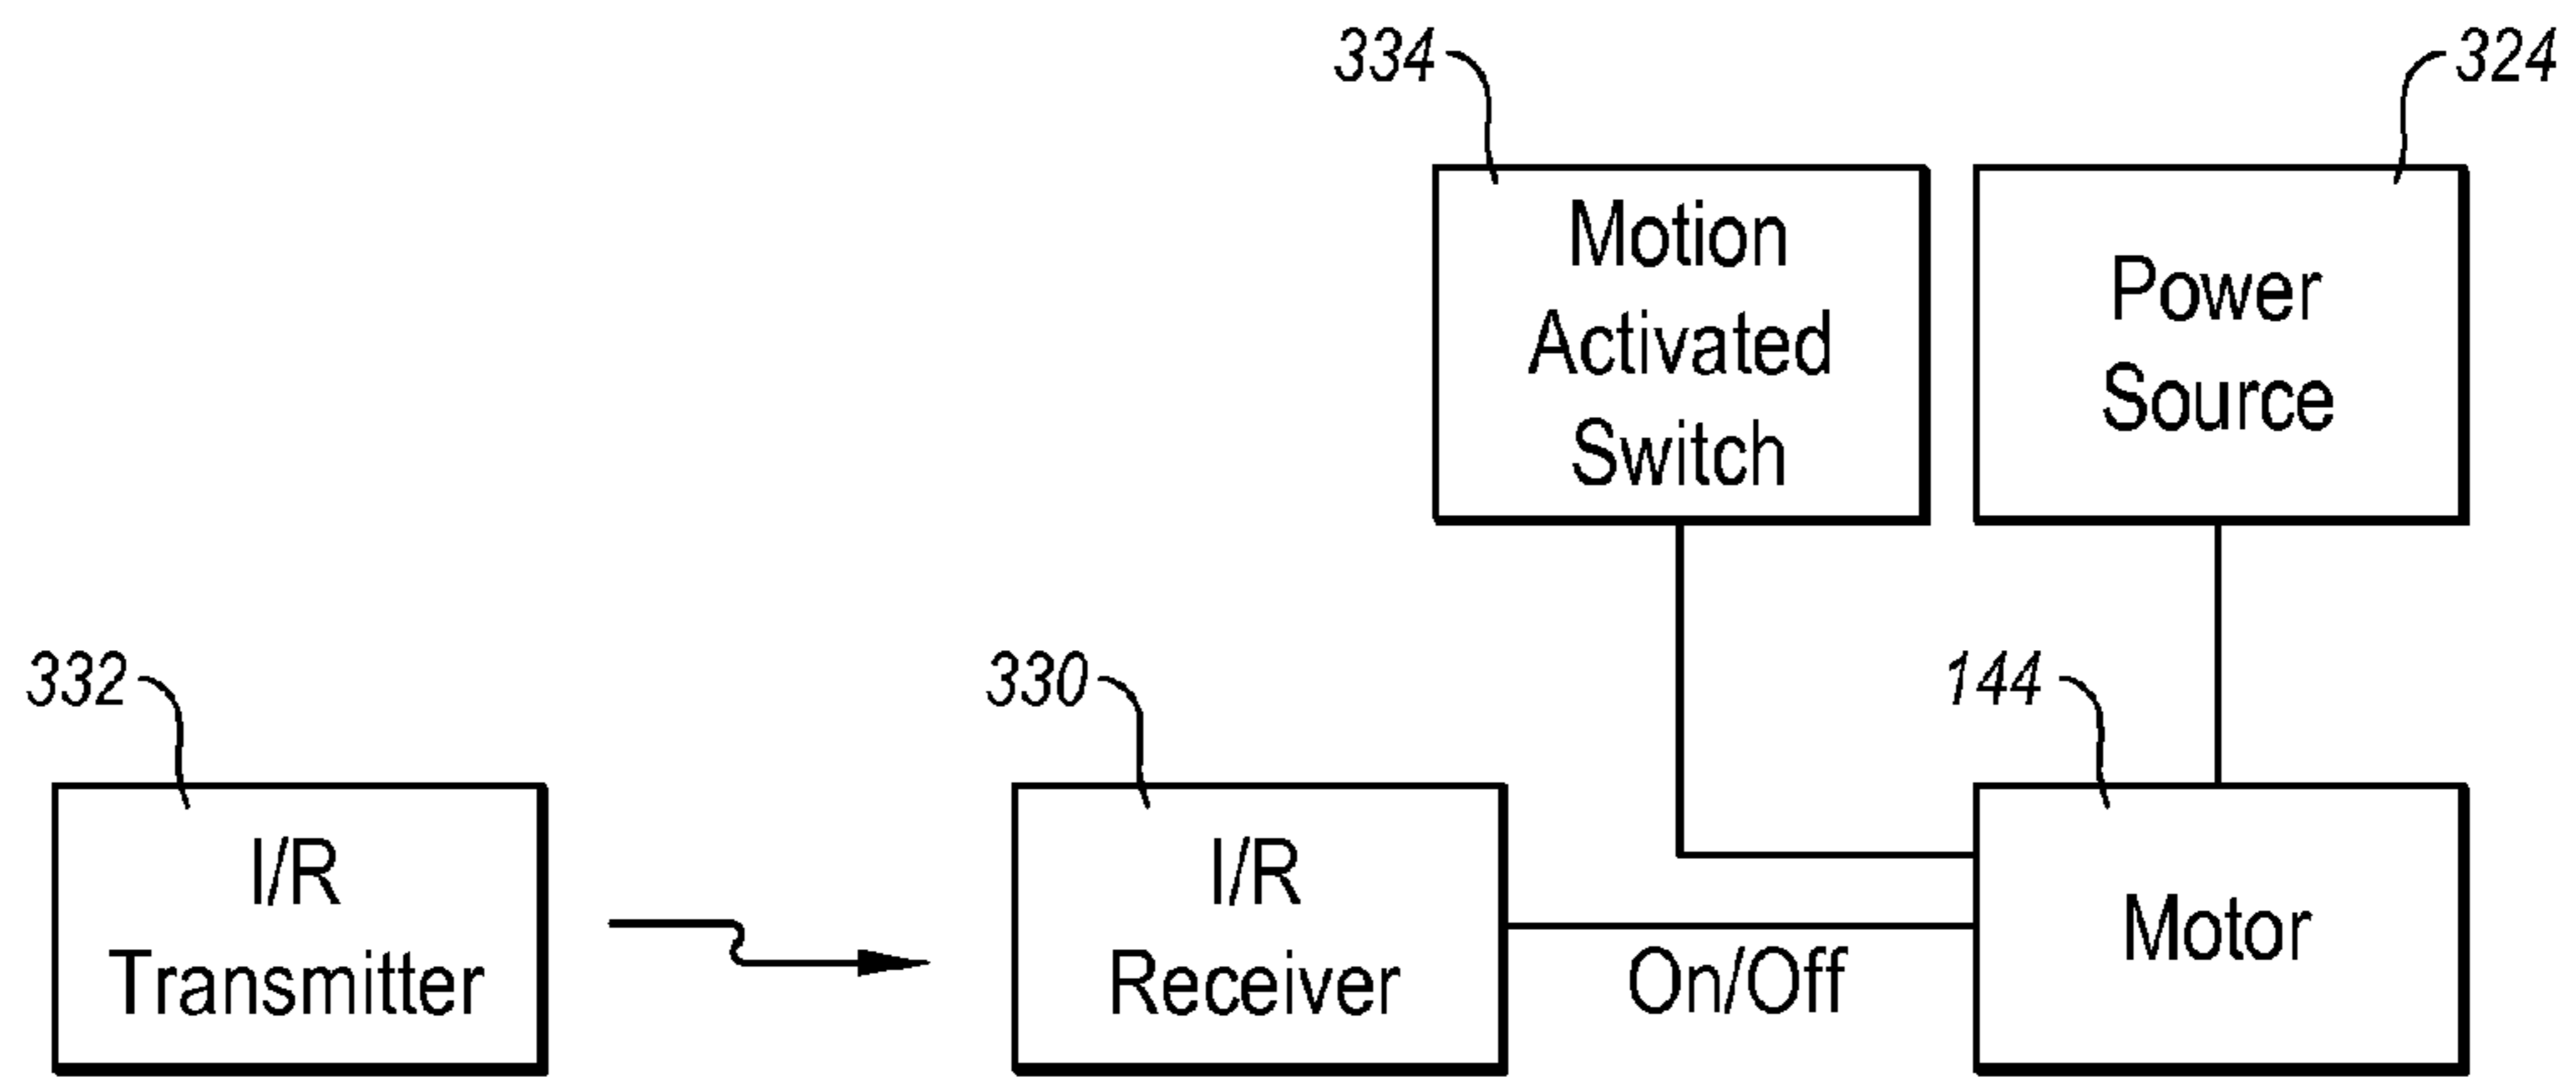 334
324
Motion
Activated
Switch
Power
Source
332
330
144
I/R
Transmitter
I/R
Receiver
On/Off
Motor